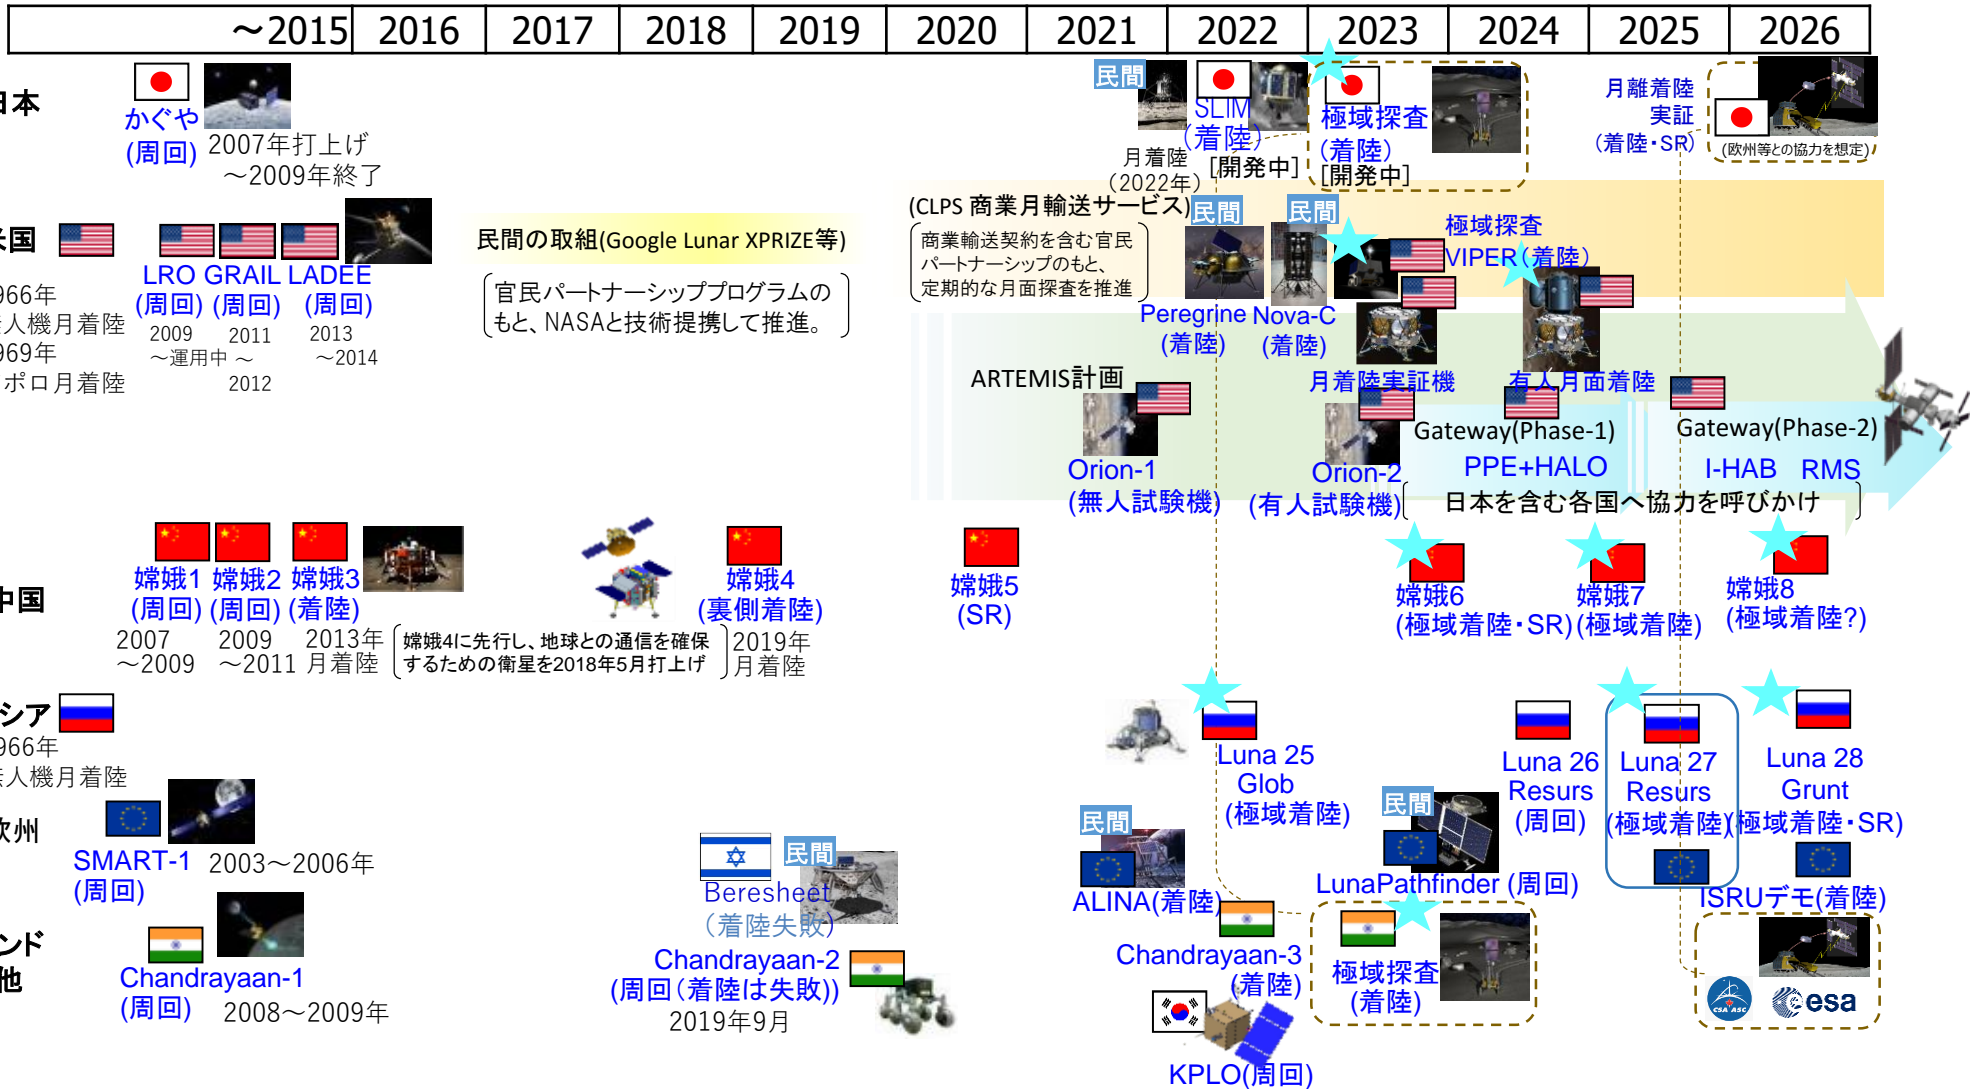 ～2015 2016 2017 2018 2019 2020 2021 2022 2023 2024 2025 2026
日本
かぐや
(周回)
2007年打上げ
～2009年終了
民間
月着陸
(2022年)
SLIM
(着陸)
[開発中]
極域探査
(着陸)
[開発中]
月離着陸
実証
(着陸・SR)
(欧州等との協力を想定)
米国
966年
無人機月着陸
969年
ポロ月着陸
LRO GRAIL LADEE
(周回) (周回) (周回)
2009
～運用中
2011
～
2012
2013
～2014
民間の取組(Google Lunar XPRIZE等)
官民パートナーシッププログラムの
もと、NASAと技術提携して推進。
(CLPS 商業月輸送サービス)
商業輸送契約を含む官民
パートナーシップのもと、
定期的な月面探査を推進
民間
Peregrine
(着陸)
民間
Nova-C
(着陸)
極域探査
VIPER(着陸)
月着陸実証機
有人月面着陸
ARTEMIS計画
Orion-1
(無人試験機)
Orion-2
(有人試験機)
Gateway(Phase-1)
PPE+HALO
Gateway(Phase-2)
I-HAB RMS
日本を含む各国へ協力を呼びかけ
中国
嫦娥1
(周回)
2007
～2009
嫦娥2
(周回)
2009
～2011
嫦娥3
(着陸)
2013年
月着陸
嫦娥4に先行し、地球との通信を確保
するための衛星を2018年5月打上げ
嫦娥4
(裏側着陸)
2019年
月着陸
嫦娥5
(SR)
嫦娥6
(極域着陸・SR)
嫦娥7
(極域着陸)
嫦娥8
(極域着陸?)
シア
966年
無人機月着陸
Luna 25
Glob
(極域着陸)
Luna 26
Resurs
(周回)
Luna 27
Resurs
(極域着陸)
Luna 28
Grunt
(極域着陸・SR)
欧州
SMART-1
(周回)
2003～2006年
民間
Beresheet
(着陸失敗)
民間
ALINA(着陸)
民間
LunaPathfinder (周回)
ISRUデモ(着陸)
ンド
他
Chandrayaan-1
(周回)
2008～2009年
Chandrayaan-2
(周回(着陸は失敗))
2019年9月
Chandrayaan-3
(着陸)
極域探査
(着陸)
KPLO(周回)
CSA ASC
esa